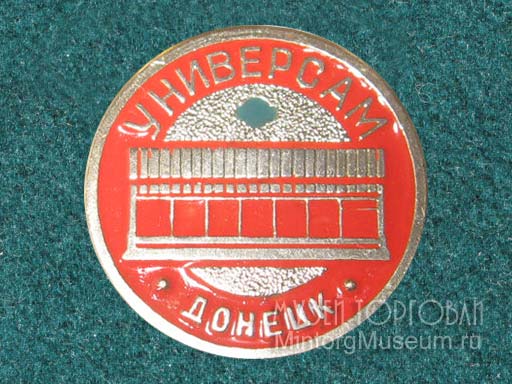 УНИВЕРСАМ
· ДОНЕЦК ·
МУЗЕЙ ТОРГОВЛИ
MintorgMuseum.ru